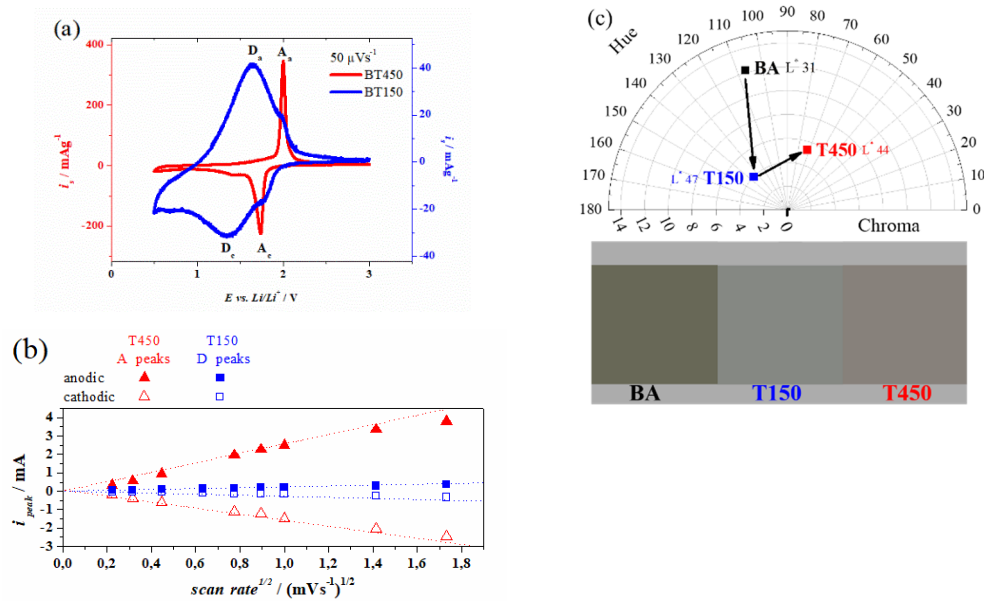 (a)
400
200
0
-200
i_s / mAg⁻¹
0
1
2
3
E vs. Li/Li⁺ / V
40
20
0
-20
-40
i_s / mAg⁻¹
D_a
A_a
D_c
A_c
50 µVs⁻¹
BT450
BT150
(b)
T450
A peaks
T150
D peaks
anodic
cathodic
4
3
2
1
0
-1
-2
-3
i_peak / mA
0,0 0,2 0,4 0,6 0,8 1,0 1,2 1,4 1,6 1,8
scan rate^1/2 / (mVs⁻¹)^1/2
(c)
Hue
180
170
160
150
140
130
120
110
100
90
80
70
60
50
40
30
20
10
0
BA L* 31
T450 L* 44
L* 47 T150
14 12 10 8 6 4 2 0
Chroma
BA T150 T450